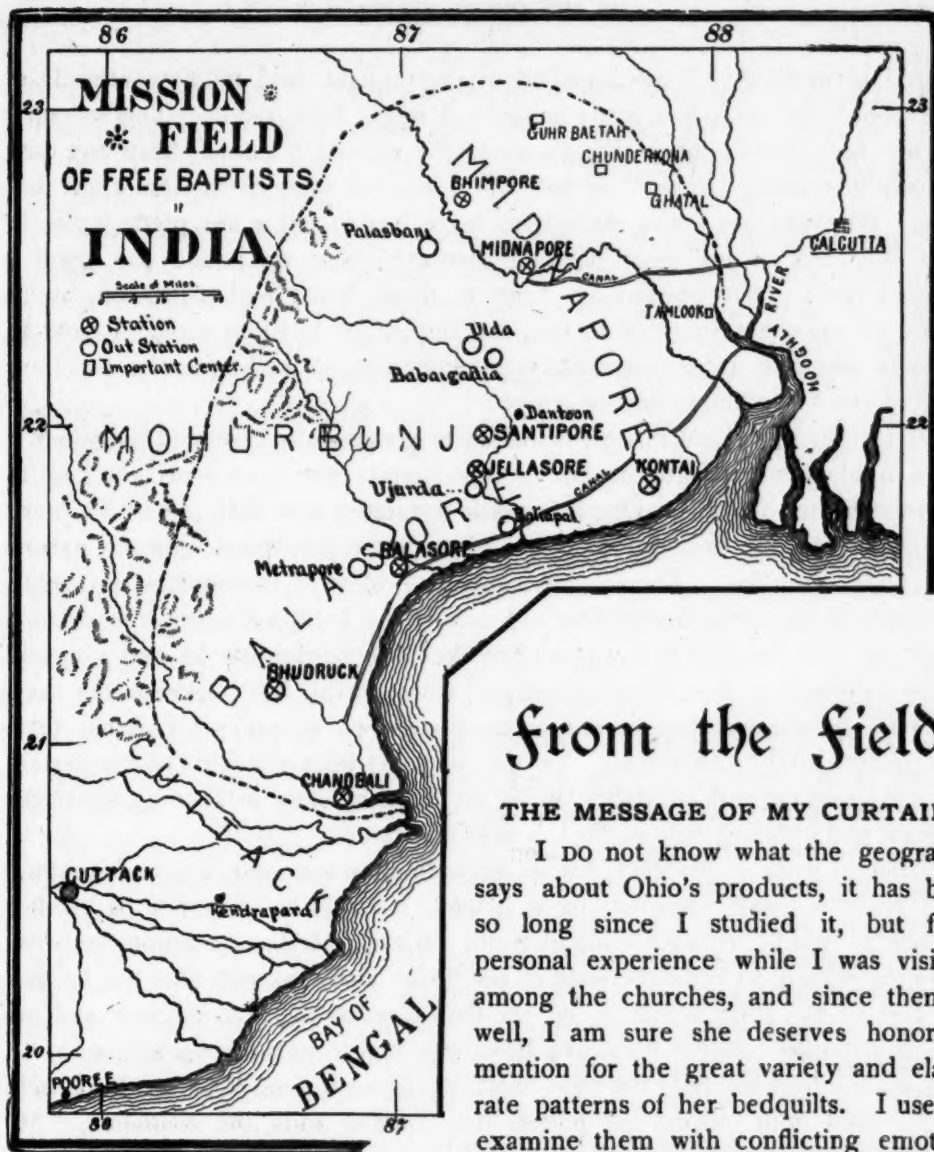 86 87 88
23 23
MISSION
FIELD
OF FREE BAPTISTS
IN
INDIA
Scale of Miles.
Station
Out Station
Important Center.
GUHR BAETAH
CHUNDERKONA
GHATAL
BHIMPORE
Palasbani
MIDNAPORE
CALCUTTA
CANAL
TAMLOOK
RIVER
HOOGHLY
MIDNAPORE
Ulda
Babaigadia
Dantoon
22 22
MOHURBUNJ
SANTIPORE
JELLASORE
KONTAI
CANAL
Ujurda
BALASORE
Metrapore
BALASORE
BHUDRUCK
21
CHANDBALI
CUTTACK
CUTTACK
Kendrapara
BAY OF
BENGAL
20
POOREE
87
From the Field
THE MESSAGE OF MY CURTAI
I DO not know what the geogra
says about Ohio's products, it has b
so long since I studied it, but f
personal experience while I was visi
among the churches, and since then
well, I am sure she deserves honor
mention for the great variety and ela
rate patterns of her bedquilts. I use
examine them with conflicting emot